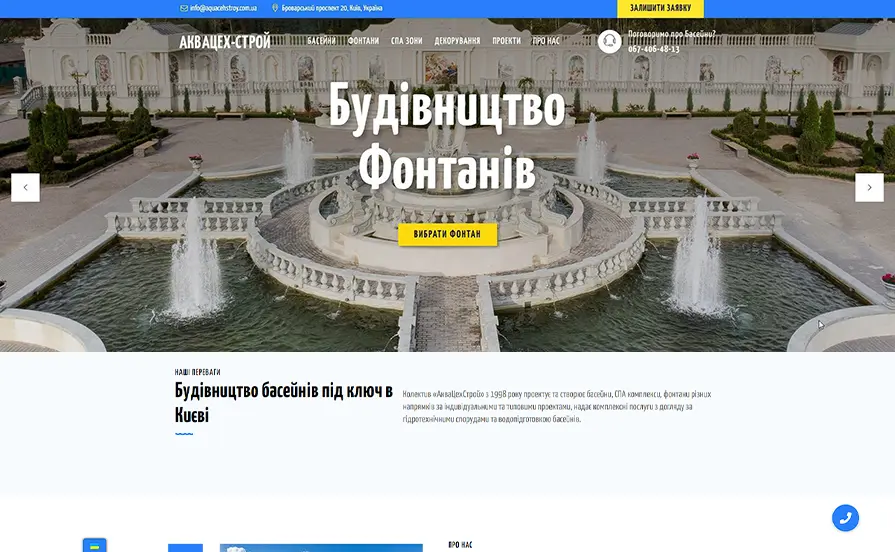 info@aquacehstroy.com.ua
Броварський проспект 20, Київ, Україна
ЗАЛИШИТИ ЗАЯВКУ
АКВАЦЕХ-СТРОЙ
БАСЕЙНИ
ФОНТАНИ
СПА ЗОНИ
ДЕКОРУВАННЯ
ПРОЕКТИ
ПРО НАС
Поговоримо про Басейни?
067-406-48-13
Будівництво
Фонтанів
ВИБРАТИ ФОНТАН
НАШІ ПЕРЕВАГИ
Будівництво басейнів під ключ в
Києві
Колектив «АкваЦехСтрой» з 1998 року проектує та створює басейни, СПА комплекси, фонтани різних
напрямків за індивідуальними та типовими проектами, надає комплексні послуги з догляду за
гідротехнічними спорудами та водопідготовкою басейнів.
ПРО НАС